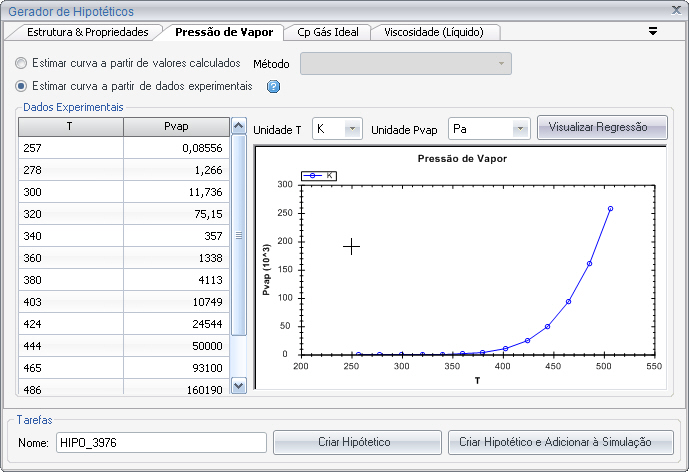 Gerador de Hipotéticos
Estrutura & Propriedades Pressão de Vapor Cp Gás Ideal Viscosidade (Líquido)
Estimar curva a partir de valores calculados Método
Estimar curva a partir de dados experimentais ?
Dados Experimentais
T Pvap
257 0,08556
278 1,266
300 11,736
320 75,15
340 357
360 1338
380 4113
403 10749
424 24544
444 50000
465 93100
486 160190
Unidade T K Unidade Pvap Pa Visualizar Regressão
Pressão de Vapor
K
Pvap (10^3)
300
250
200
150
100
50
0
200 250 300 350 400 450 500 550
T
Tarefas
Nome: HIPO_3976 Criar Hipótetico Criar Hipotético e Adicionar à Simulação